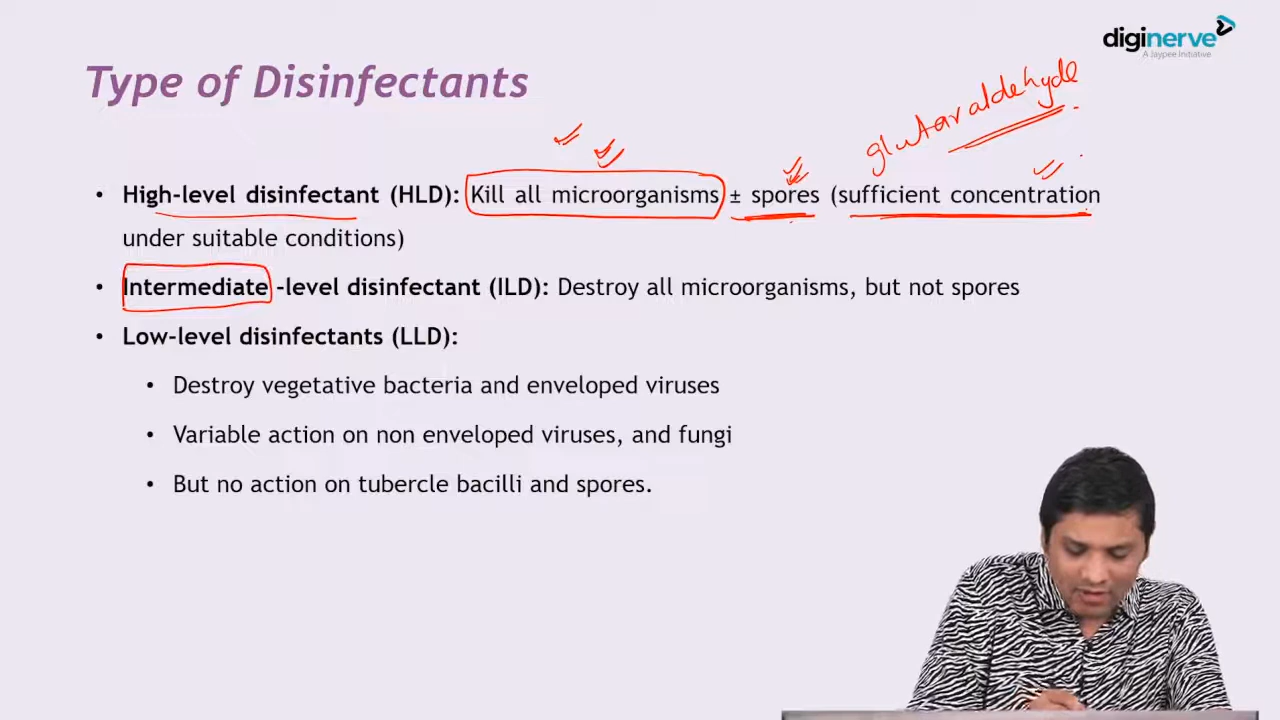 diginerve
A Jaypee Initiative
Type of Disinfectants
glutaraldehyde
• High-level disinfectant (HLD): Kill all microorganisms ± spores (sufficient concentration
under suitable conditions)
• Intermediate -level disinfectant (ILD): Destroy all microorganisms, but not spores
• Low-level disinfectants (LLD):
• Destroy vegetative bacteria and enveloped viruses
• Variable action on non enveloped viruses, and fungi
• But no action on tubercle bacilli and spores.